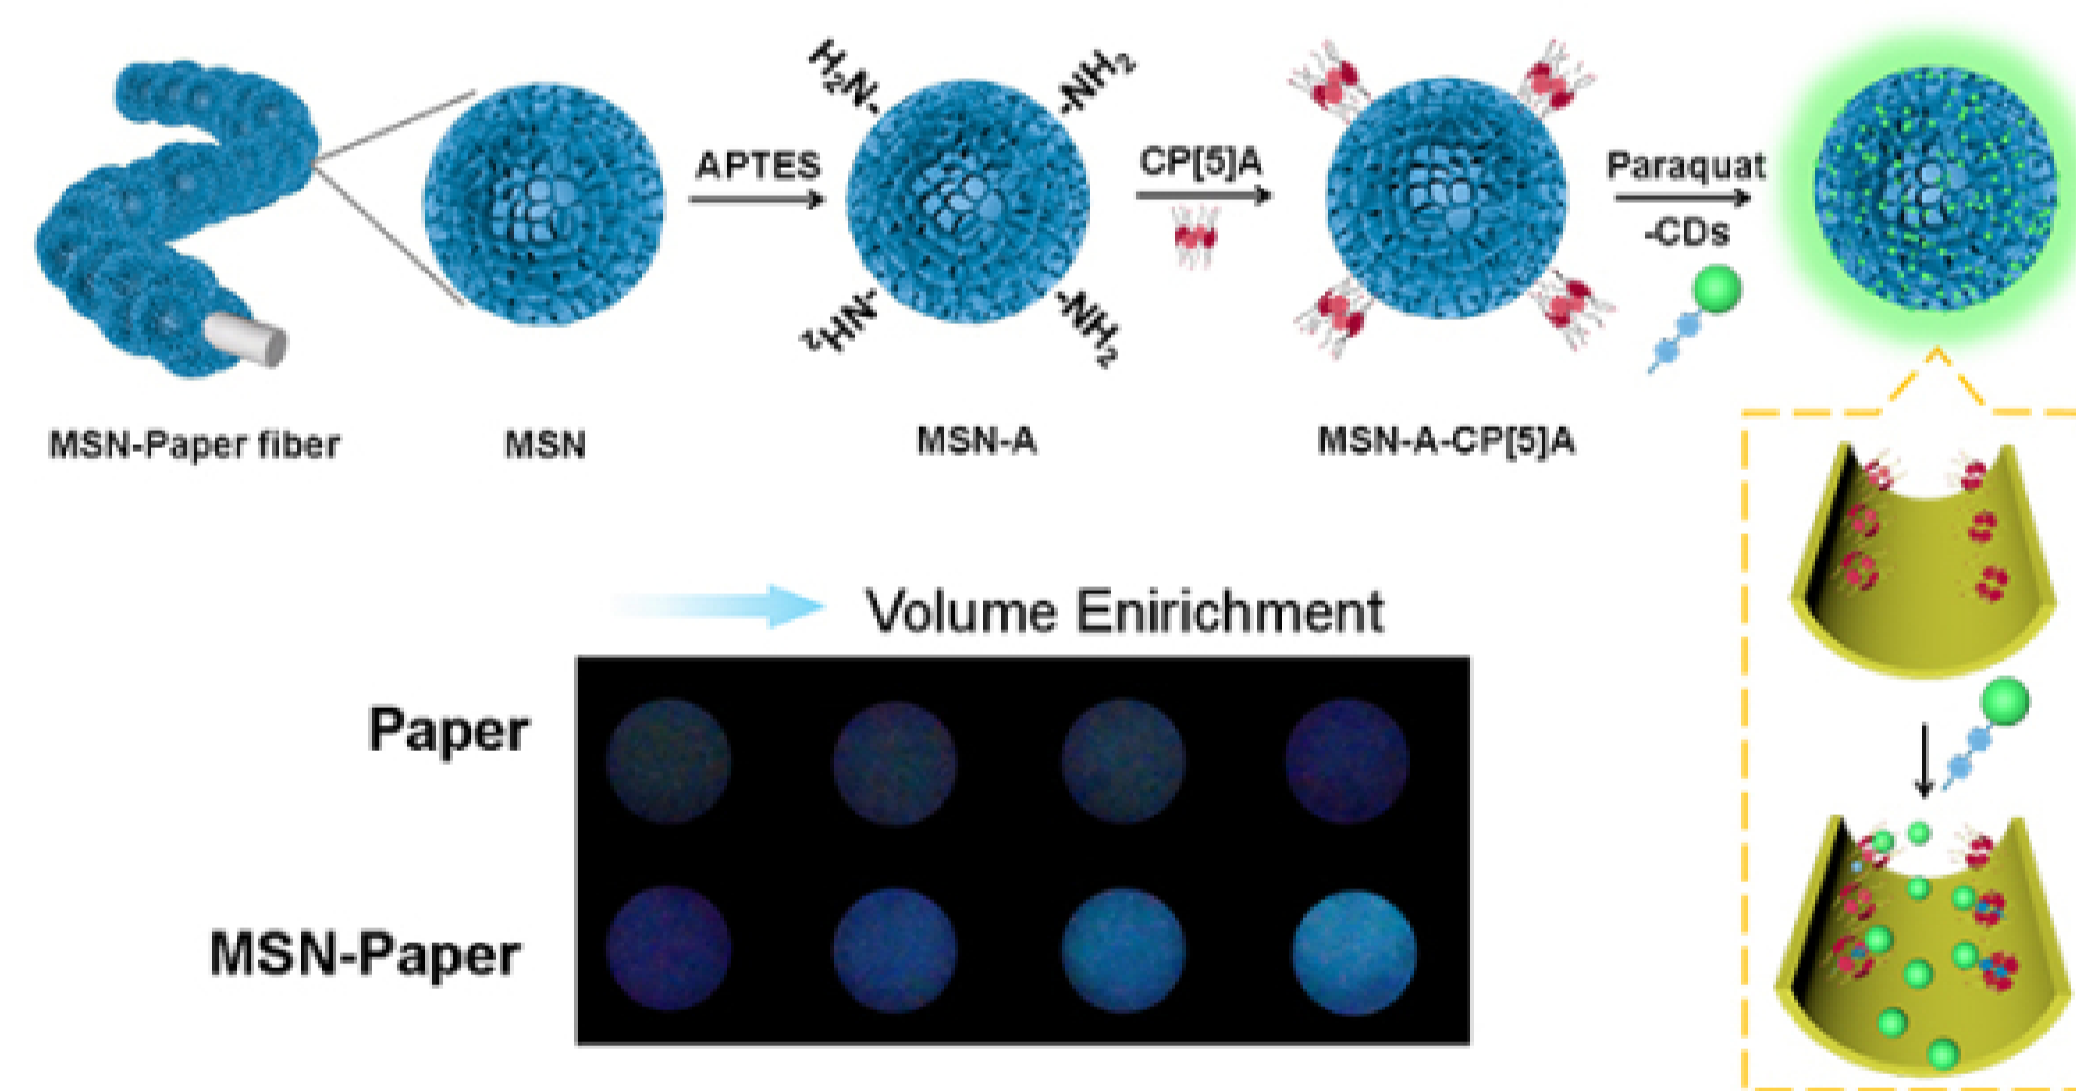 H₂N-
-NH₂
APTES
CP[5]A
Paraquat
-CDs
NH₂-
-NH₂
MSN-Paper fiber
MSN
MSN-A
MSN-A-CP[5]A
Volume Enirichment
Paper
MSN-Paper